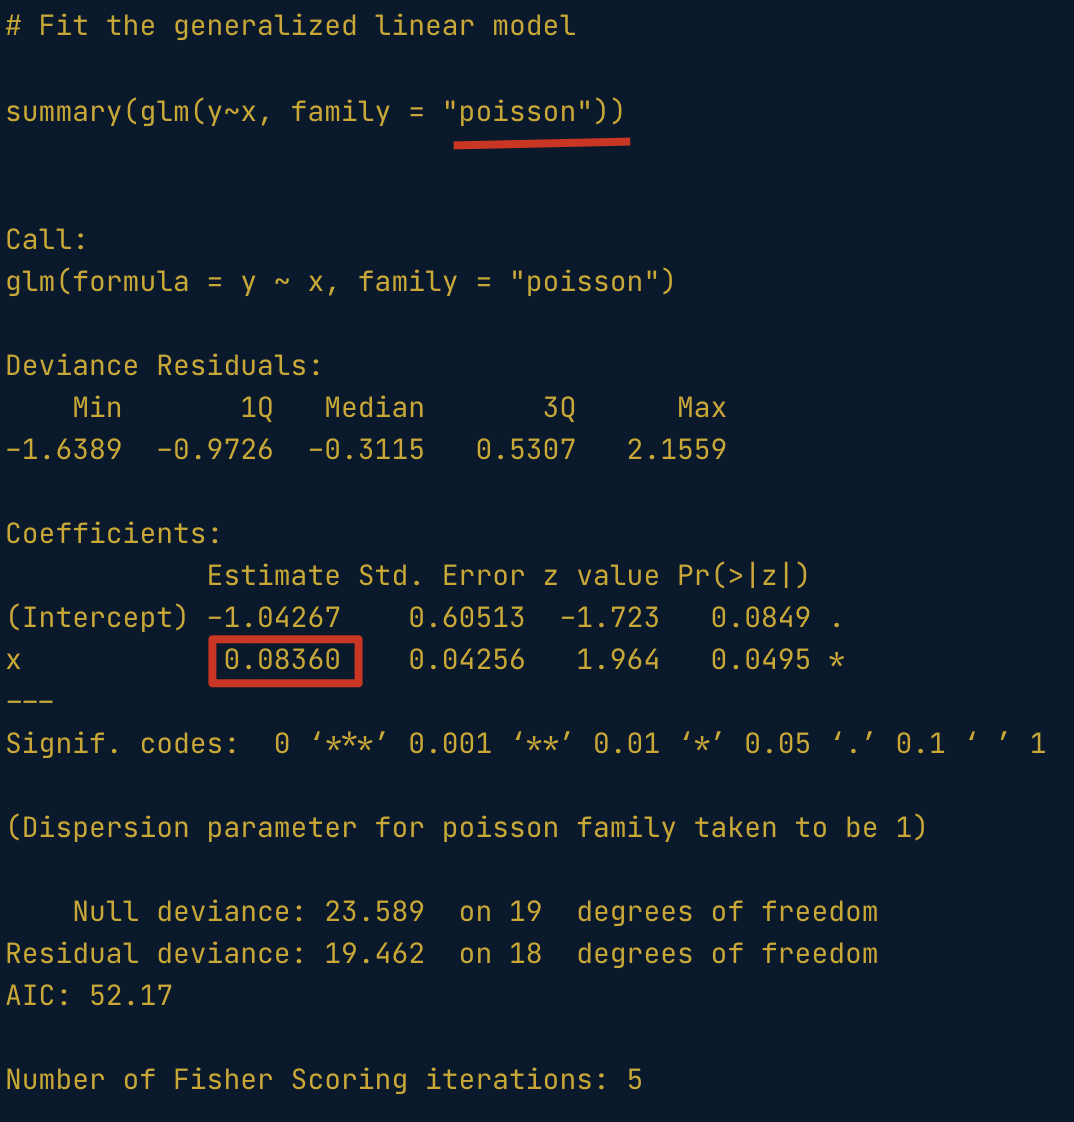 # Fit the generalized linear model
summary(glm(y~x, family = "poisson"))
Call:
glm(formula = y ~ x, family = "poisson")
Deviance Residuals:
    Min       1Q   Median       3Q      Max
-1.6389  -0.9726  -0.3115   0.5307   2.1559
Coefficients:
            Estimate Std. Error z value Pr(>|z|)
(Intercept) -1.04267    0.60513  -1.723   0.0849 .
x            0.08360    0.04256   1.964   0.0495 *
---
Signif. codes:  0 ‘***’ 0.001 ‘**’ 0.01 ‘*’ 0.05 ‘.’ 0.1 ‘ ’ 1
(Dispersion parameter for poisson family taken to be 1)
    Null deviance: 23.589  on 19  degrees of freedom
Residual deviance: 19.462  on 18  degrees of freedom
AIC: 52.17
Number of Fisher Scoring iterations: 5